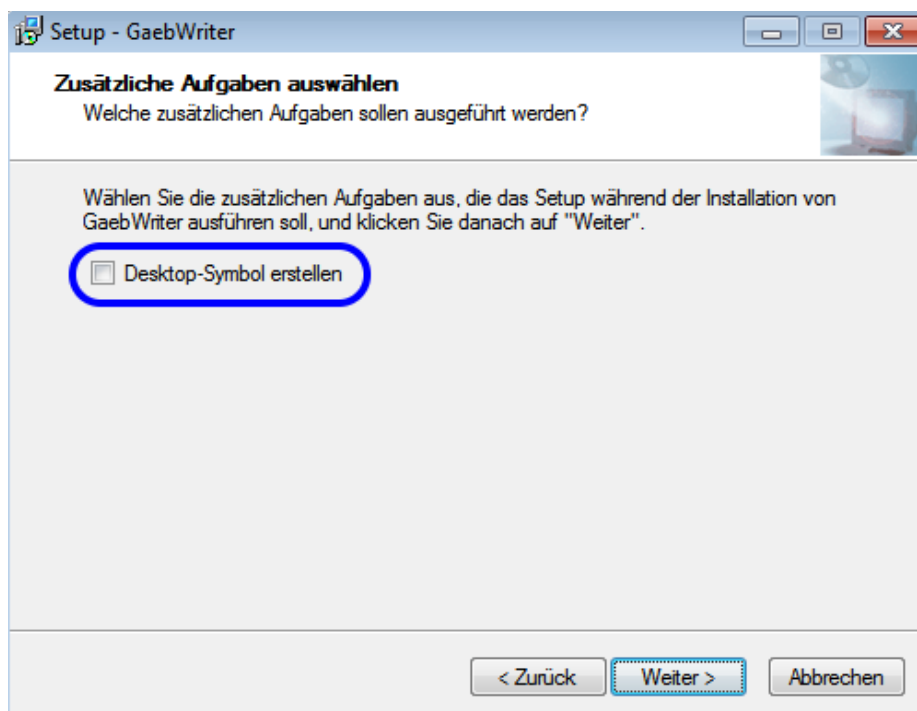 Setup - GaebWriter
Zusätzliche Aufgaben auswählen
Welche zusätzlichen Aufgaben sollen ausgeführt werden?
Wählen Sie die zusätzlichen Aufgaben aus, die das Setup während der Installation von
GaebWriter ausführen soll, und klicken Sie danach auf "Weiter".
Desktop-Symbol erstellen
< Zurück
Weiter >
Abbrechen